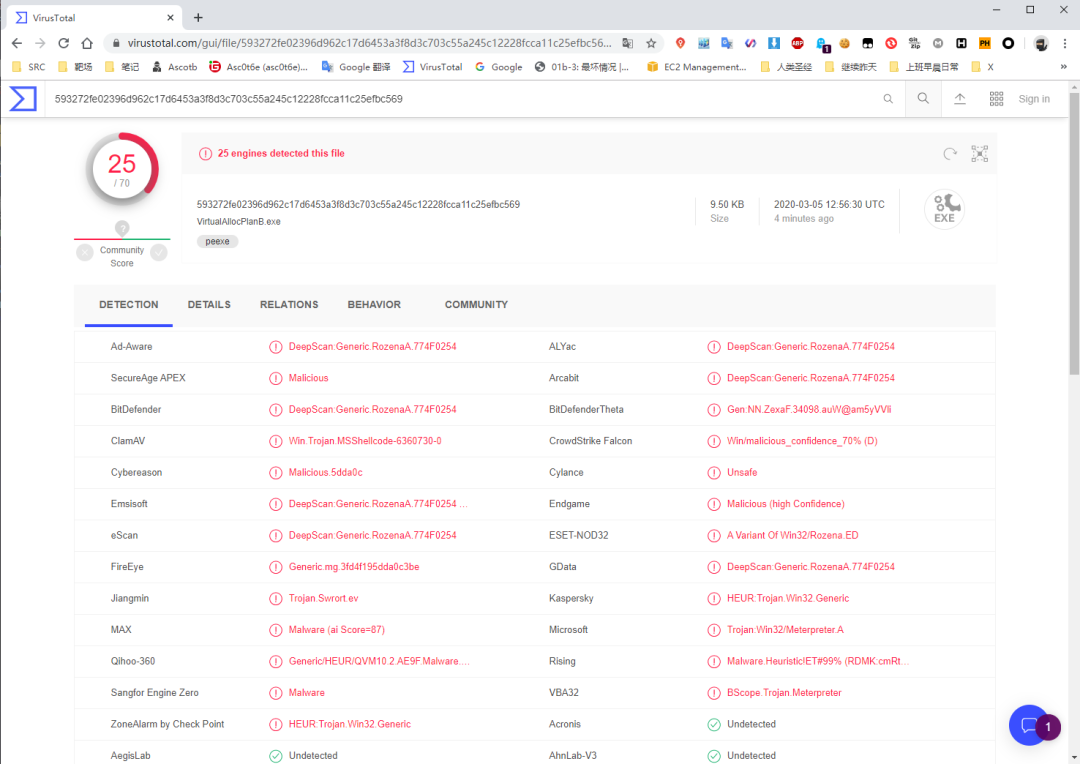 VirusTotal
virustotal.com/gui/file/593272fe02396d962c17d6453a3f8d3c703c55a245c12228fcca11c25efbc56...
SRC 靶场 笔记 Ascotb Asc0t6e (asc0t6e)... Google 翻译 VirusTotal Google 01b-3: 最坏情况 |... EC2 Management... 人类圣经 继续昨天 上班早晨日常 X
593272fe02396d962c17d6453a3f8d3c703c55a245c12228fcca11c25efbc569 Sign in
25
/ 70
25 engines detected this file
593272fe02396d962c17d6453a3f8d3c703c55a245c12228fcca11c25efbc569
VirtualAllocPlanB.exe
peexe
9.50 KB
Size
2020-03-05 12:56:30 UTC
4 minutes ago
EXE
?
Community
Score
DETECTION DETAILS RELATIONS BEHAVIOR COMMUNITY
Ad-Aware DeepScan:Generic.RozenaA.774F0254 ALYac DeepScan:Generic.RozenaA.774F0254
SecureAge APEX Malicious Arcabit DeepScan:Generic.RozenaA.774F0254
BitDefender DeepScan:Generic.RozenaA.774F0254 BitDefenderTheta Gen:NN.ZexaF.34098.auW@am5yVVli
ClamAV Win.Trojan.MSShellcode-6360730-0 CrowdStrike Falcon Win/malicious_confidence_70% (D)
Cybereason Malicious.5dda0c Cylance Unsafe
Emsisoft DeepScan:Generic.RozenaA.774F0254 ... Endgame Malicious (high Confidence)
eScan DeepScan:Generic.RozenaA.774F0254 ESET-NOD32 A Variant Of Win32/Rozena.ED
FireEye Generic.mg.3fd4f195dda0c3be GData DeepScan:Generic.RozenaA.774F0254
Jiangmin Trojan.Swrort.ev Kaspersky HEUR:Trojan.Win32.Generic
MAX Malware (ai Score=87) Microsoft Trojan:Win32/Meterpreter.A
Qihoo-360 Generic/HEUR/QVM10.2.AE9F.Malware.... Rising Malware.Heuristic!ET#99% (RDMK:cmRt...
Sangfor Engine Zero Malware VBA32 BScope.Trojan.Meterpreter
ZoneAlarm by Check Point HEUR:Trojan.Win32.Generic Acronis Undetected
AegisLab Undetected AhnLab-V3 Undetected
1